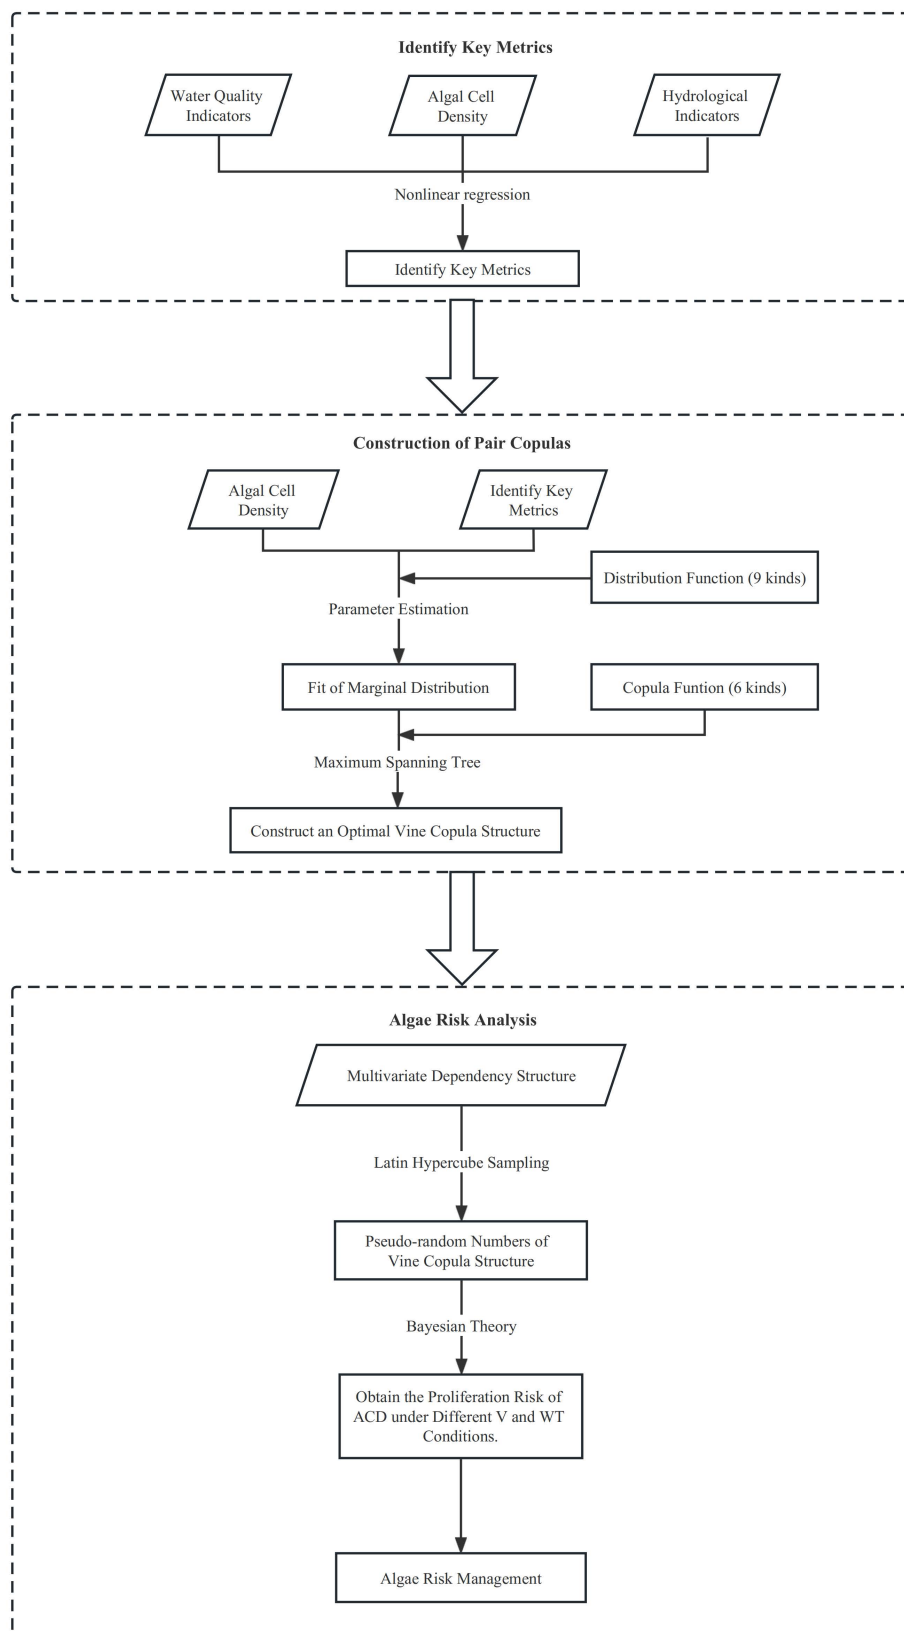 Identify Key Metrics
Water Quality
Indicators
Algal Cell
Density
Hydrological
Indicators
Nonlinear regression
Identify Key Metrics
Construction of Pair Copulas
Algal Cell
Density
Identify Key
Metrics
Distribution Function (9 kinds)
Parameter Estimation
Fit of Marginal Distribution
Copula Funtion (6 kinds)
Maximum Spanning Tree
Construct an Optimal Vine Copula Structure
Algae Risk Analysis
Multivariate Dependency Structure
Latin Hypercube Sampling
Pseudo-random Numbers of
Vine Copula Structure
Bayesian Theory
Obtain the Proliferation Risk of
ACD under Different V and WT
Conditions.
Algae Risk Management